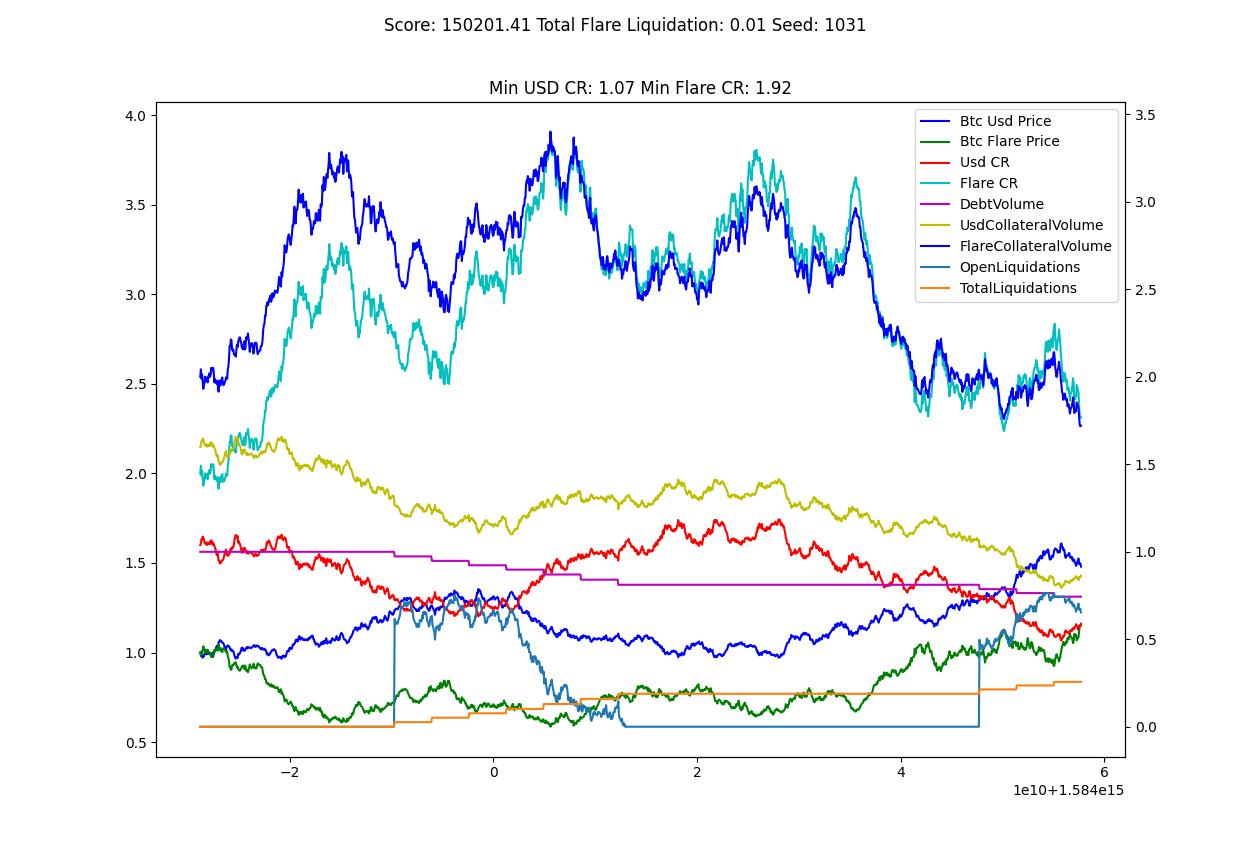 Score: 150201.41 Total Flare Liquidation: 0.01 Seed: 1031
Min USD CR: 1.07 Min Flare CR: 1.92
4.0
3.5
3.0
2.5
2.0
1.5
1.0
0.5
Btc Usd Price
Btc Flare Price
Usd CR
Flare CR
DebtVolume
UsdCollateralVolume
FlareCollateralVolume
OpenLiquidations
TotalLiquidations
3.5
3.0
2.5
2.0
1.5
1.0
0.5
0.0
−2 0 2 4 6
1e10+1.584e15